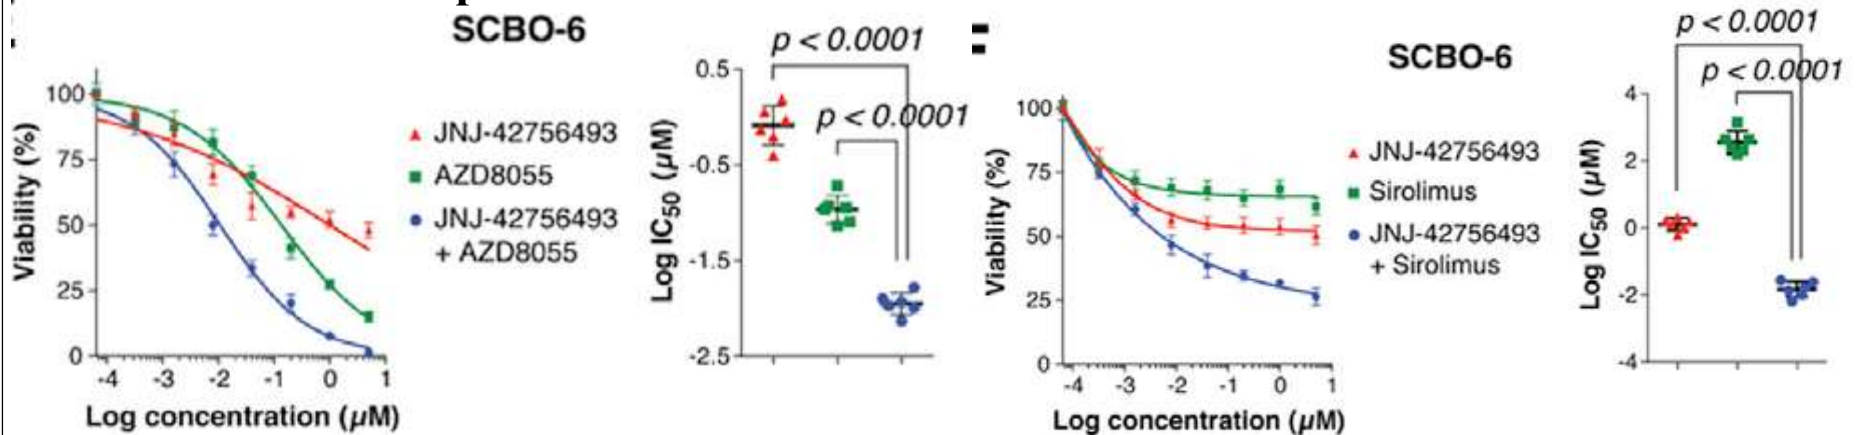 SCBO-6
Viability (%)
100
75
50
25
0
-4 -3 -2 -1 0 1
Log concentration (µM)
JNJ-42756493
AZD8055
JNJ-42756493
+ AZD8055
p < 0.0001
p < 0.0001
Log IC50 (µM)
0.5
-0.5
-1.5
-2.5
SCBO-6
Viability (%)
100
75
50
25
0
-4 -3 -2 -1 0 1
Log concentration (µM)
JNJ-42756493
Sirolimus
JNJ-42756493
+ Sirolimus
p < 0.0001
p < 0.0001
Log IC50 (µM)
4
2
0
-2
-4